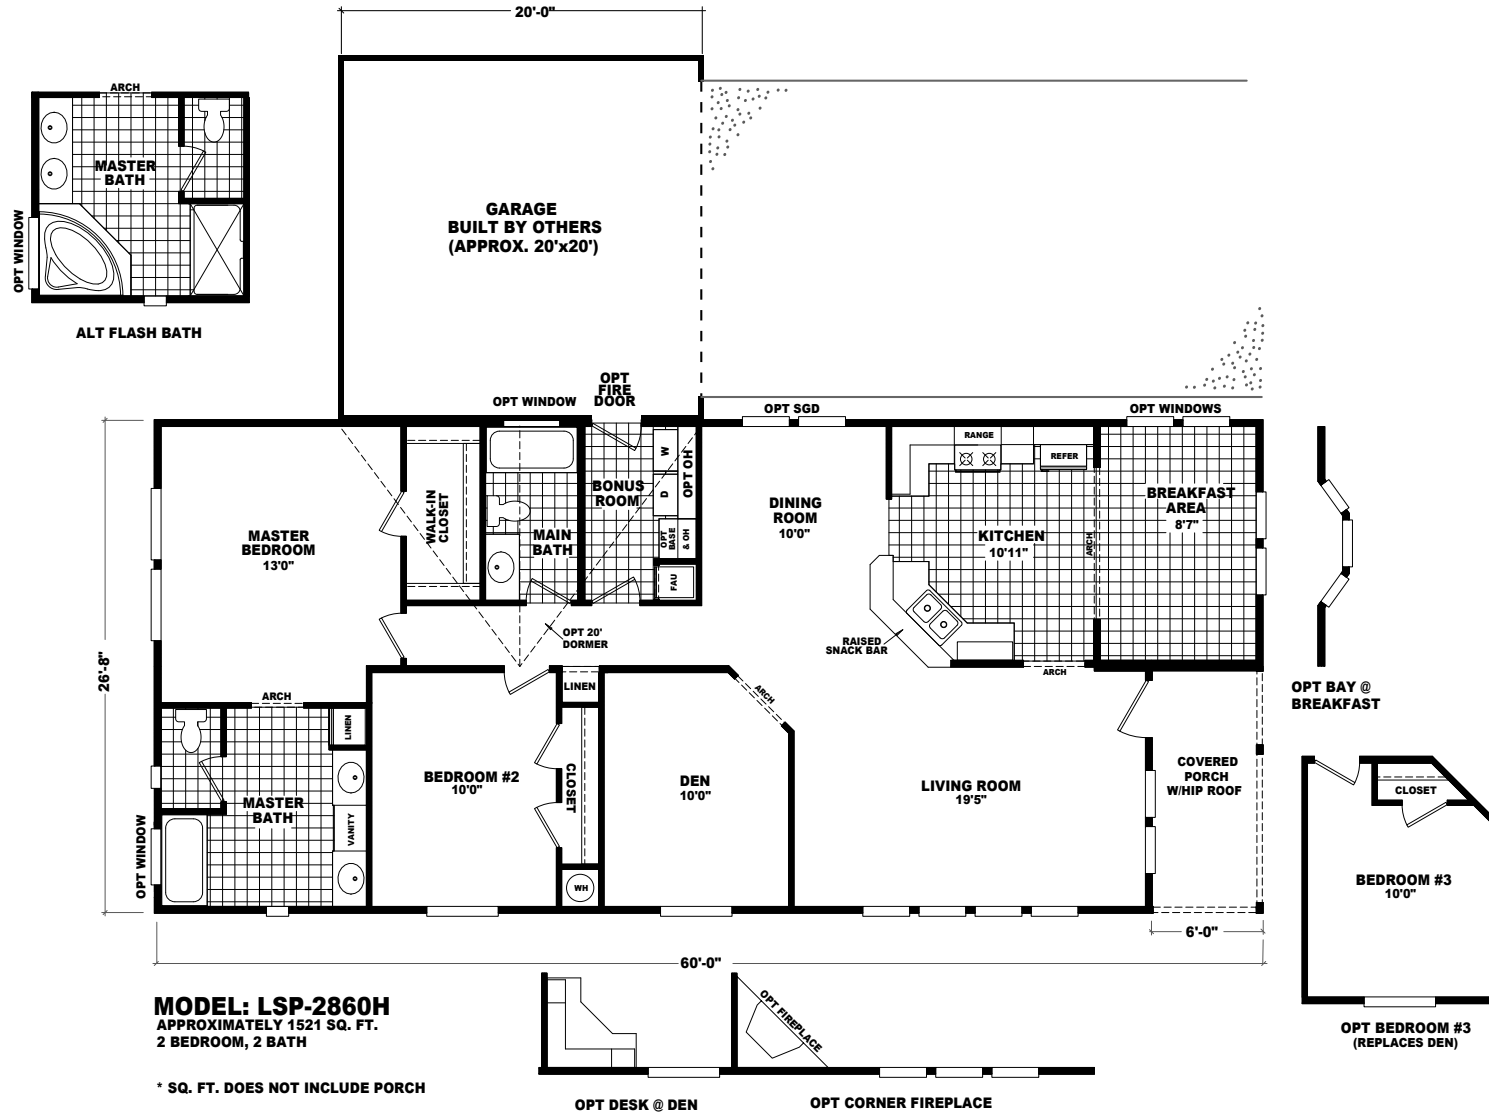 20'-0"
ARCH
MASTER
BATH
OPT WINDOW
ALT FLASH BATH
GARAGE
BUILT BY OTHERS
(APPROX. 20'x20')
OPT
FIRE
DOOR
OPT WINDOW
OPT SGD
OPT WINDOWS
RANGE
REFER
W
D
OPT OH
OPT
BASE
& OH
FAU
BONUS
ROOM
WALK-IN
CLOSET
MAIN
BATH
MASTER
BEDROOM
13'0"
DINING
ROOM
10'0"
KITCHEN
10'11"
ARCH
BREAKFAST
AREA
8'7"
OPT 20'
DORMER
RAISED
SNACK BAR
ARCH
26'-8"
OPT BAY @
BREAKFAST
ARCH
LINEN
LINEN
ARCH
MASTER
BATH
VANITY
OPT WINDOW
BEDROOM #2
10'0"
CLOSET
WH
DEN
10'0"
LIVING ROOM
19'5"
COVERED
PORCH
W/HIP ROOF
CLOSET
BEDROOM #3
10'0"
6'-0"
60'-0"
MODEL: LSP-2860H
APPROXIMATELY 1521 SQ. FT.
2 BEDROOM, 2 BATH
* SQ. FT. DOES NOT INCLUDE PORCH
OPT DESK @ DEN
OPT FIREPLACE
OPT CORNER FIREPLACE
OPT BEDROOM #3
(REPLACES DEN)